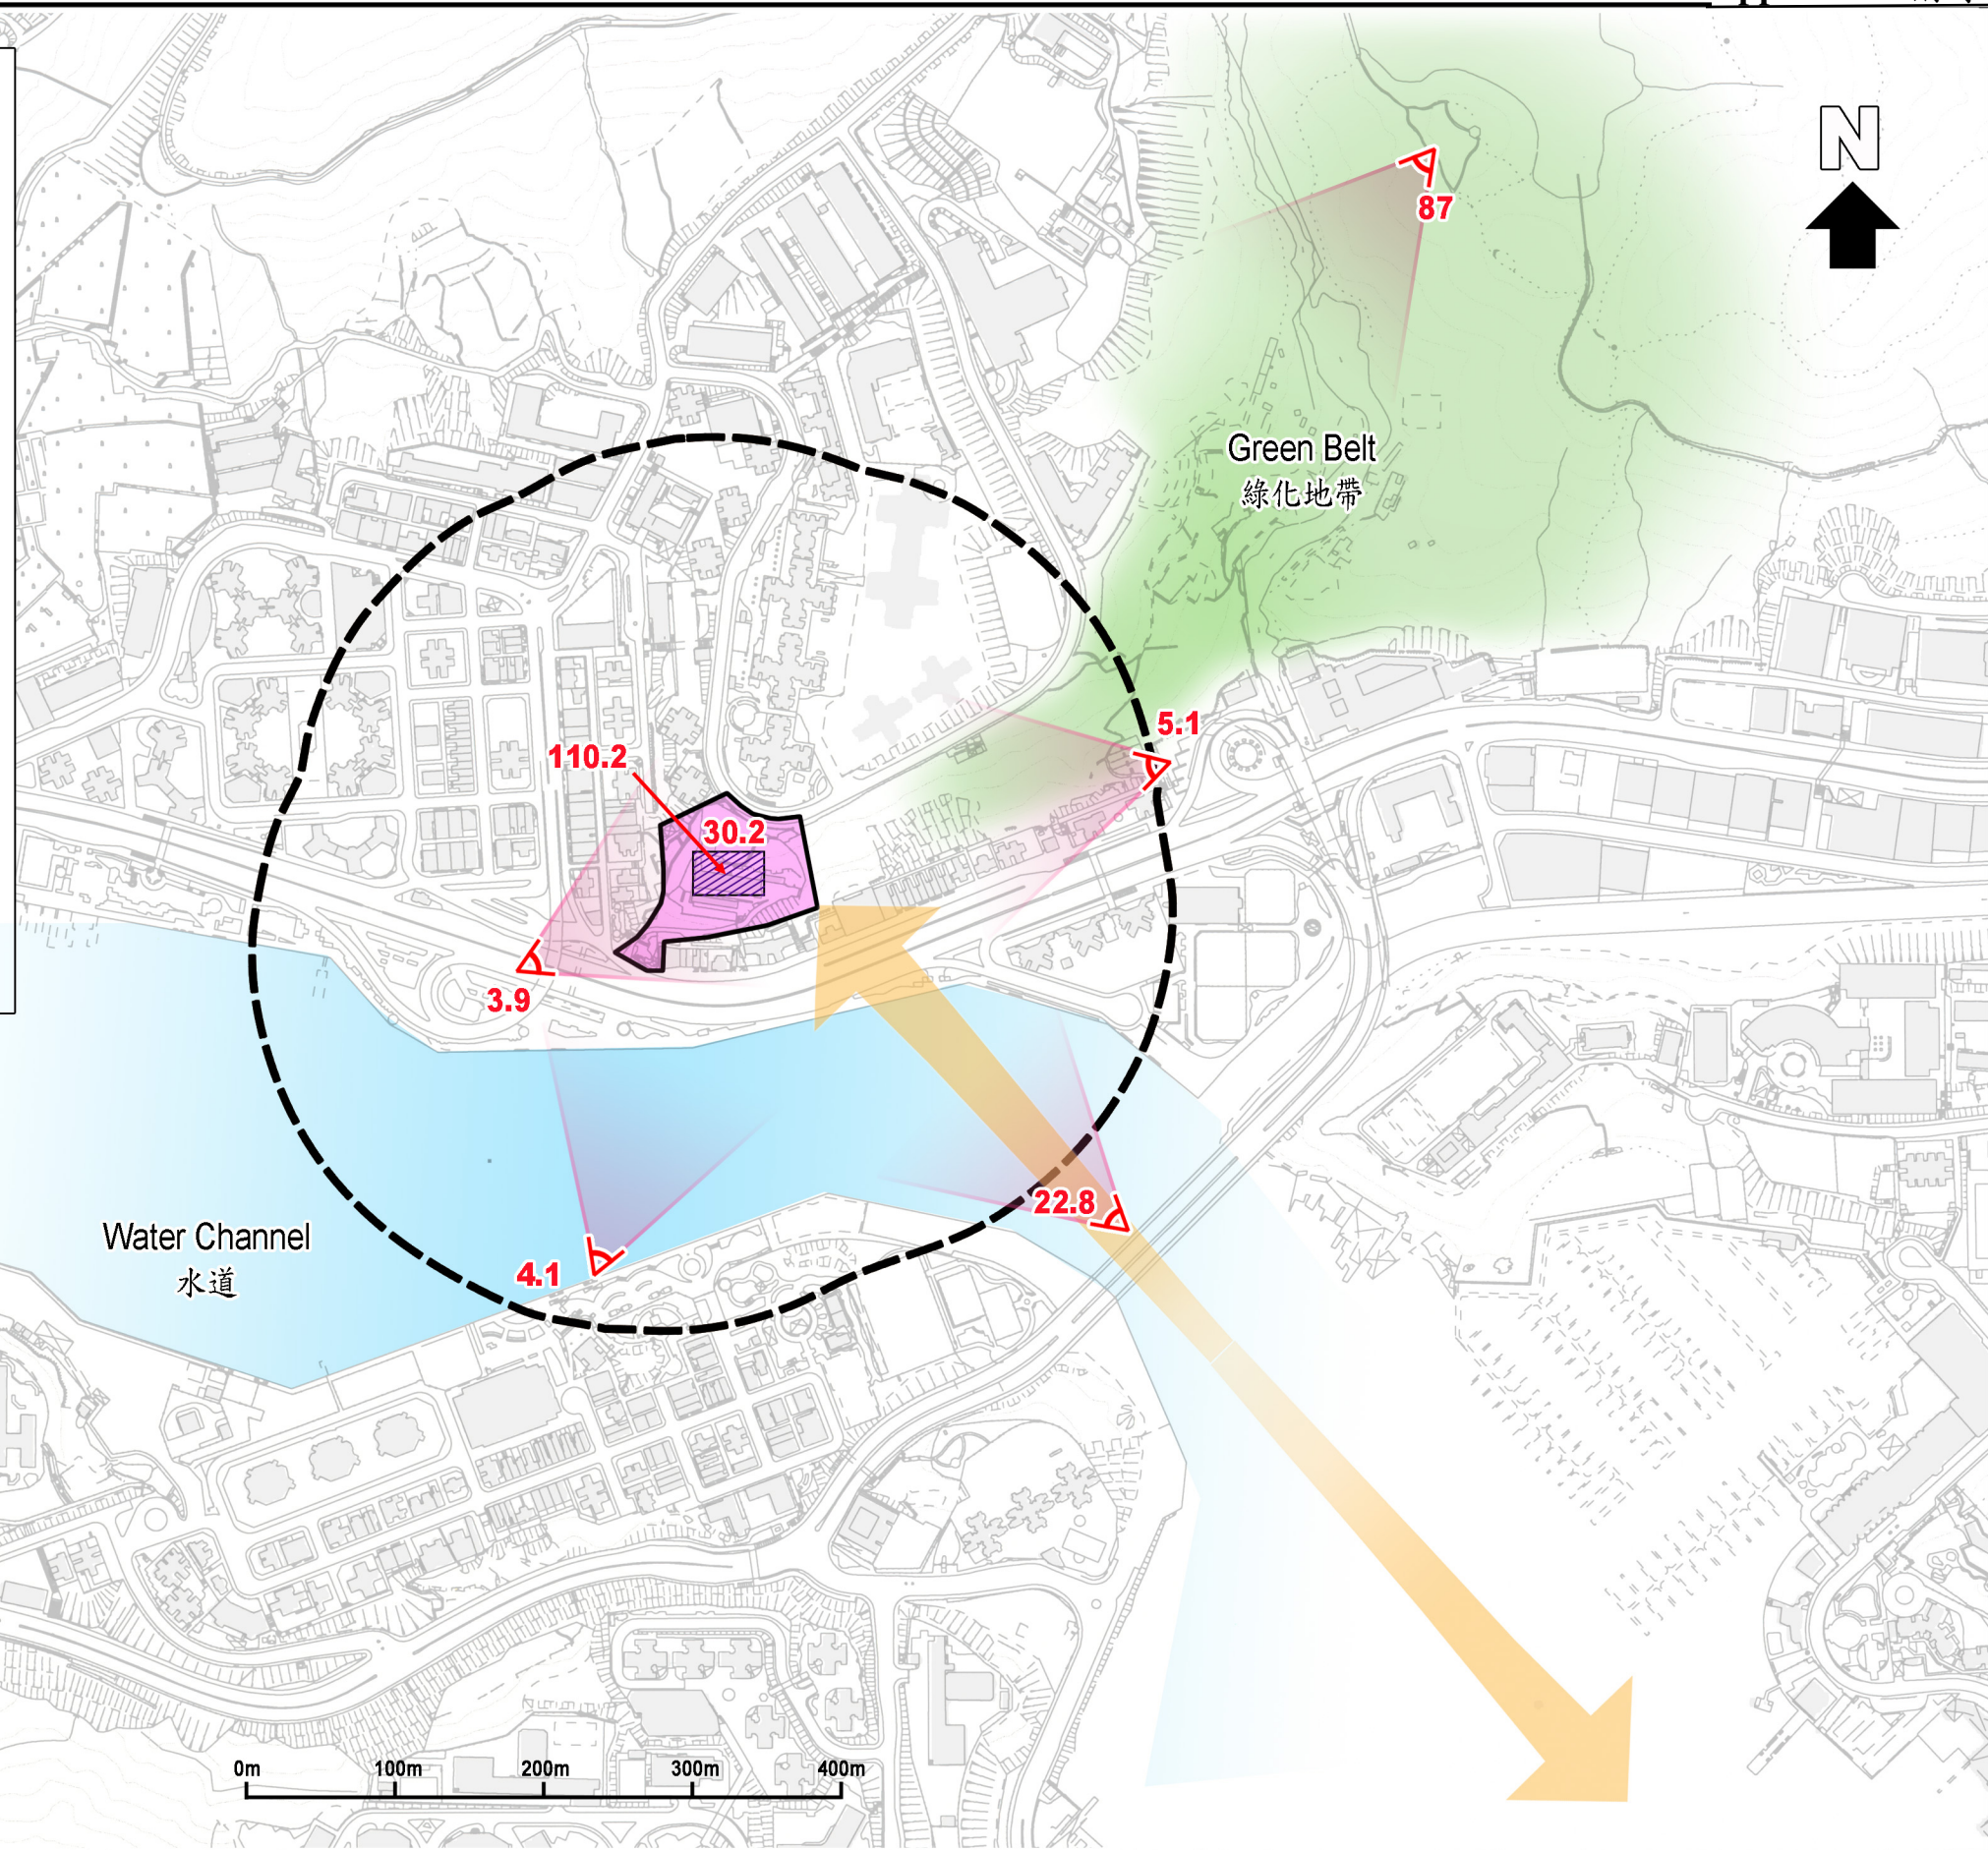 N
87
Green Belt
綠化地帶
5.1
110.2
30.2
3.9
22.8
4.1
Water Channel
水道
0m 100m 200m 300m 400m